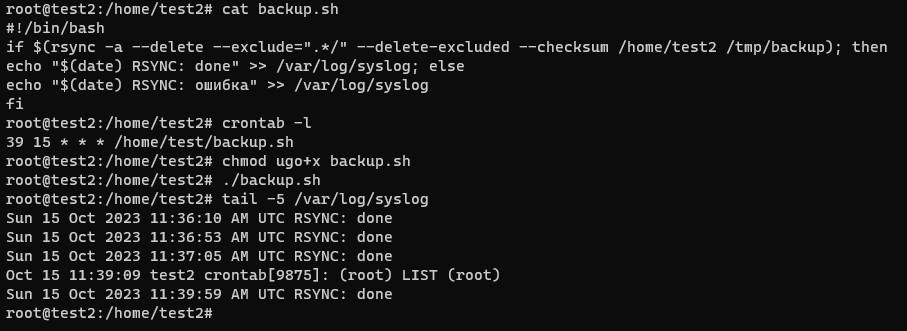 root@test2:/home/test2# cat backup.sh
#!/bin/bash
if $(rsync -a --delete --exclude=".*/" --delete-excluded --checksum /home/test2 /tmp/backup); then
echo "$(date) RSYNC: done" >> /var/log/syslog; else
echo "$(date) RSYNC: ошибка" >> /var/log/syslog
fi
root@test2:/home/test2# crontab -l
39 15 * * * /home/test/backup.sh
root@test2:/home/test2# chmod ugo+x backup.sh
root@test2:/home/test2# ./backup.sh
root@test2:/home/test2# tail -5 /var/log/syslog
Sun 15 Oct 2023 11:36:10 AM UTC RSYNC: done
Sun 15 Oct 2023 11:36:53 AM UTC RSYNC: done
Sun 15 Oct 2023 11:37:05 AM UTC RSYNC: done
Oct 15 11:39:09 test2 crontab[9875]: (root) LIST (root)
Sun 15 Oct 2023 11:39:59 AM UTC RSYNC: done
root@test2:/home/test2#